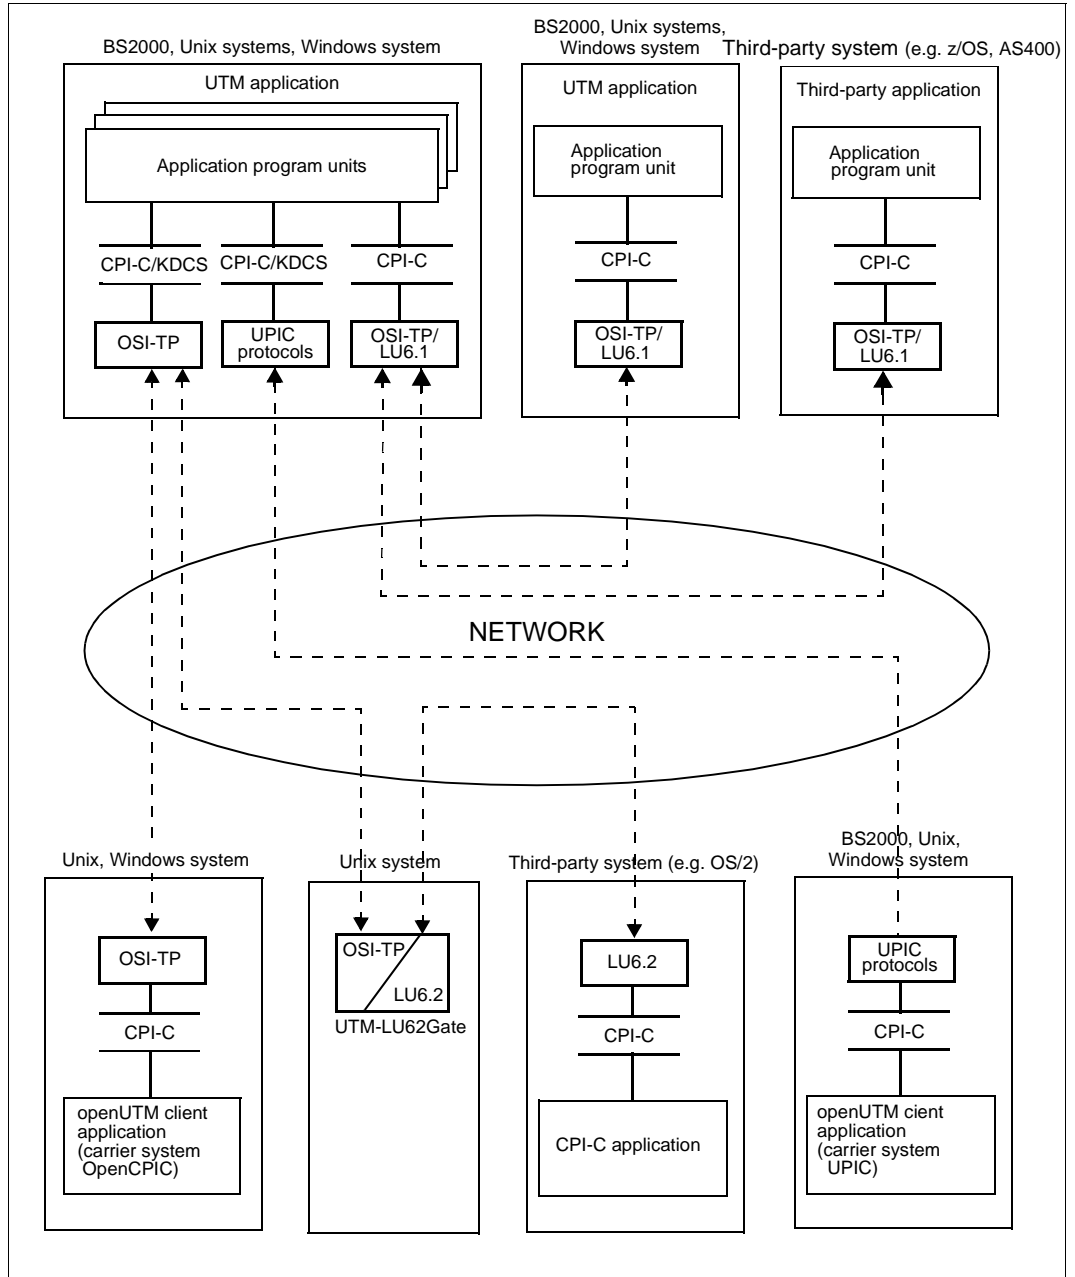 BS2000, Unix systems, Windows system
UTM application
Application program units
CPI-C/KDCS
CPI-C/KDCS
CPI-C
OSI-TP
UPIC
protocols
OSI-TP/
LU6.1
BS2000, Unix systems,
Windows system
UTM application
Application
program unit
CPI-C
OSI-TP/
LU6.1
Third-party system (e.g. z/OS, AS400)
Third-party application
Application
program unit
CPI-C
OSI-TP/
LU6.1
NETWORK
Unix, Windows system
OSI-TP
CPI-C
openUTM client
application
(carrier system
OpenCPIC)
Unix system
OSI-TP
LU6.2
UTM-LU62Gate
Third-party system (e.g. OS/2)
LU6.2
CPI-C
CPI-C application
BS2000, Unix,
Windows system
UPIC
protocols
CPI-C
openUTM cient
application
(carrier system
UPIC)